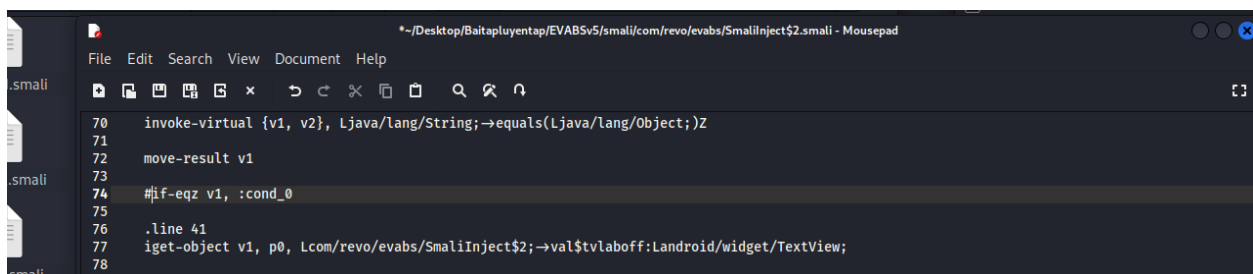 *~/Desktop/Baitapluyentap/EVABSv5/smali/com/revo/evabs/SmaliInject$2.smali - Mousepad
File Edit Search View Document Help
.smali
.smali
70 invoke-virtual {v1, v2}, Ljava/lang/String;→equals(Ljava/lang/Object;)Z
71
72 move-result v1
73
74 #if-eqz v1, :cond_0
75
76 .line 41
77 iget-object v1, p0, Lcom/revo/evabs/SmaliInject$2;→val$tvlaboff:Landroid/widget/TextView;
78